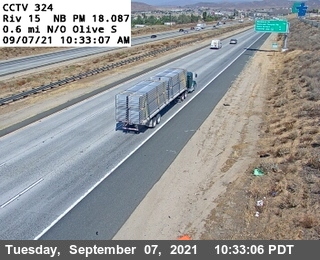 CCTV 324
Riv 15 NB PM 18.087
0.6 mi N/O Olive S
09/07/21 10:33:07 AM
Tuesday, September 07, 2021 10:33:06 PDT